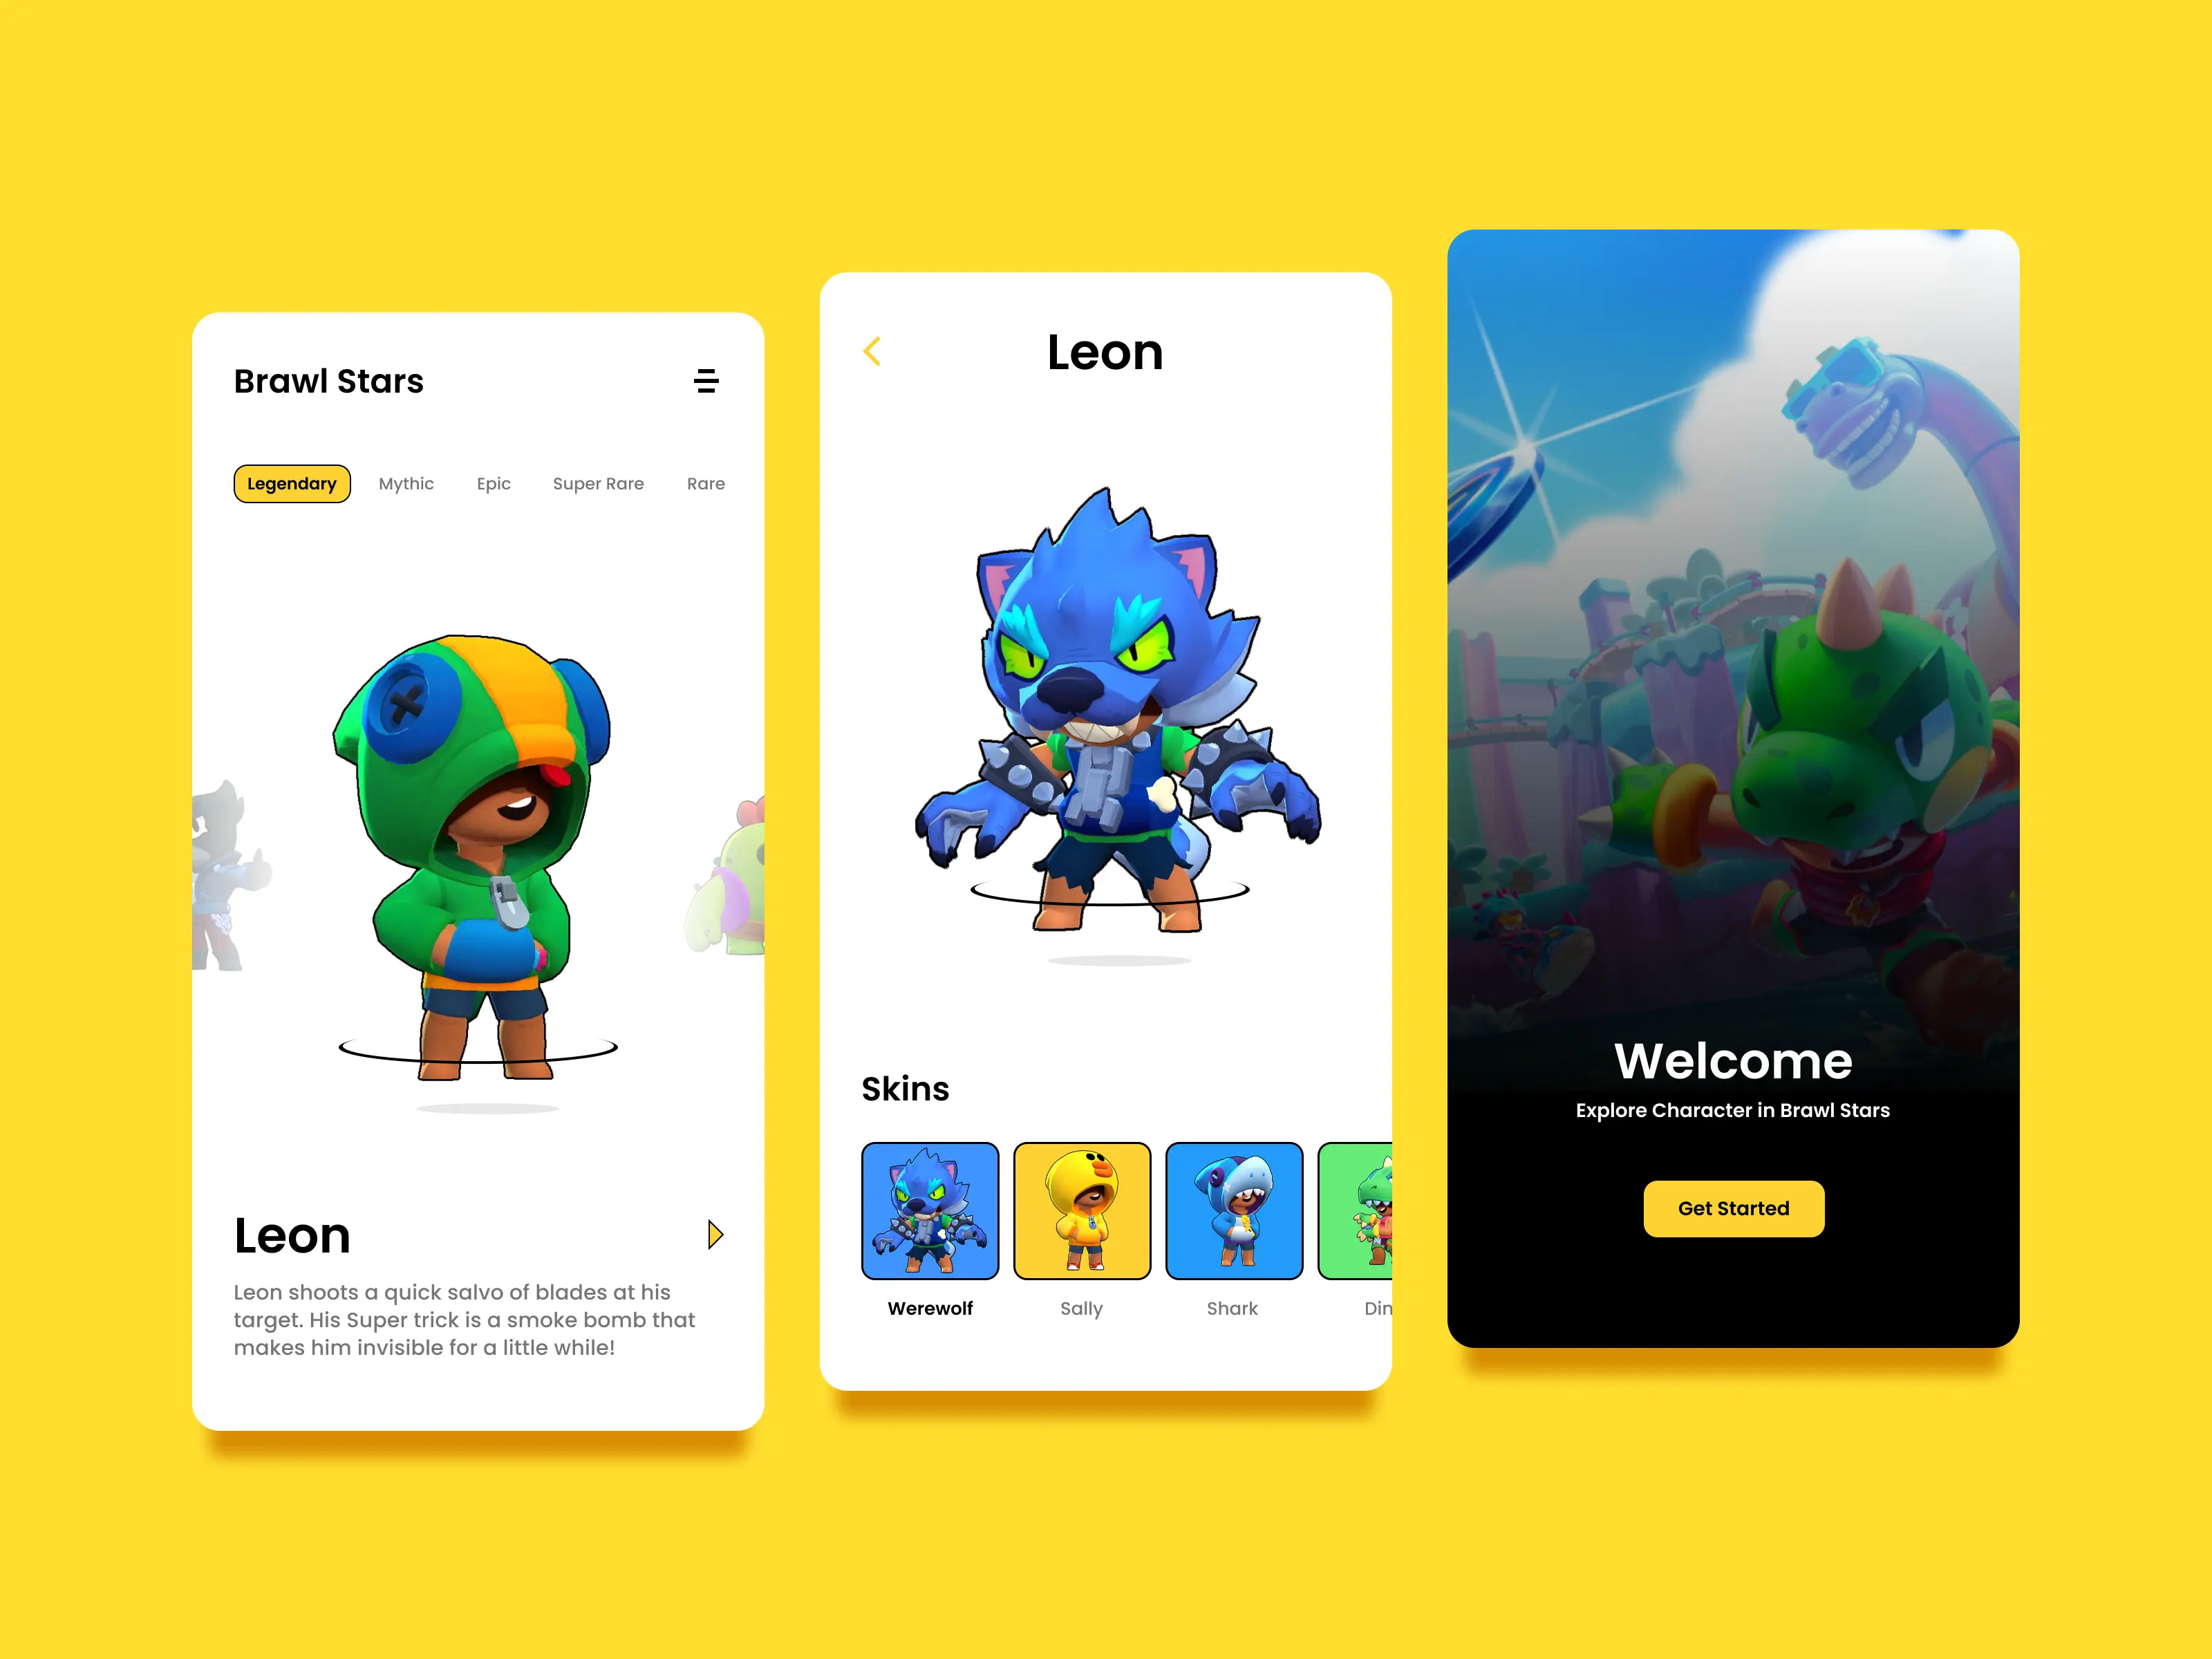 Brawl Stars
Legendary Mythic Epic Super Rare Rare
Leon
Leon shoots a quick salvo of blades at his
target. His Super trick is a smoke bomb that
makes him invisible for a little while!
Leon
Skins
Werewolf Sally Shark Din
Welcome
Explore Character in Brawl Stars
Get Started